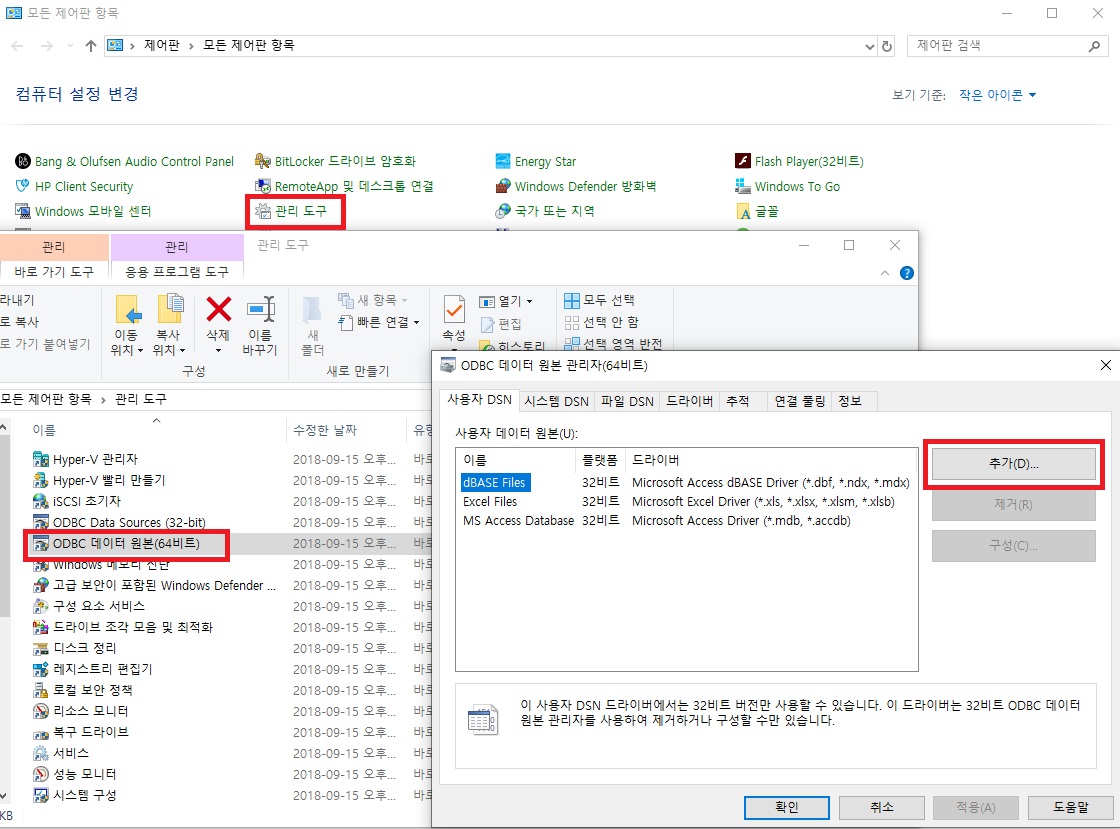 모든 제어판 항목
제어판 › 모든 제어판 항목
제어판 검색
컴퓨터 설정 변경
보기 기준: 작은 아이콘
Bang & Olufsen Audio Control Panel
BitLocker 드라이브 암호화
Energy Star
Flash Player(32비트)
HP Client Security
RemoteApp 및 데스크톱 연결
Windows Defender 방화벽
Windows To Go
Windows 모바일 센터
관리 도구
국가 또는 지역
글꼴
관리
관리
관리 도구
바로 가기 도구
응용 프로그램 도구
라내기
로 복사
로 가기 붙여넣기
이동 위치
복사 위치
삭제
이름 바꾸기
구성
새 폴더
새 항목
빠른 연결
새로 만들기
속성
열기
편집
히스토리
모두 선택
선택 안 함
선택 영역 반전
모든 제어판 항목 › 관리 도구
이름 수정한 날짜 유형
Hyper-V 관리자 2018-09-15 오후... 바로
Hyper-V 빨리 만들기 2018-09-15 오후... 바로
iSCSI 초기자 2018-09-15 오후... 바로
ODBC Data Sources (32-bit) 2018-09-15 오후... 바로
ODBC 데이터 원본(64비트) 2018-09-15 오후... 바로
Windows 메모리 진단 2018-09-15 오후... 바로
고급 보안이 포함된 Windows Defender ... 2018-09-15 오후... 바로
구성 요소 서비스 2018-09-15 오후... 바로
드라이브 조각 모음 및 최적화 2018-09-15 오후... 바로
디스크 정리 2018-09-15 오후... 바로
레지스트리 편집기 2018-09-15 오후... 바로
로컬 보안 정책 2018-09-15 오후... 바로
리소스 모니터 2018-09-15 오후... 바로
복구 드라이브 2018-09-15 오후... 바로
서비스 2018-09-15 오후... 바로
성능 모니터 2018-09-15 오후... 바로
시스템 구성 2018-09-15 오후... 바로
KB
ODBC 데이터 원본 관리자(64비트)
사용자 DSN 시스템 DSN 파일 DSN 드라이버 추적 연결 풀링 정보
사용자 데이터 원본(U):
이름 플랫폼 드라이버
dBASE Files 32비트 Microsoft Access dBASE Driver (*.dbf, *.ndx, *.mdx)
Excel Files 32비트 Microsoft Excel Driver (*.xls, *.xlsx, *.xlsm, *.xlsb)
MS Access Database 32비트 Microsoft Access Driver (*.mdb, *.accdb)
추가(D)...
제거(R)
구성(C)...
이 사용자 DSN 드라이버에서는 32비트 버전만 사용할 수 있습니다. 이 드라이버는 32비트 ODBC 데이터
원본 관리자를 사용하여 제거하거나 구성할 수만 있습니다.
확인 취소 적용(A) 도움말